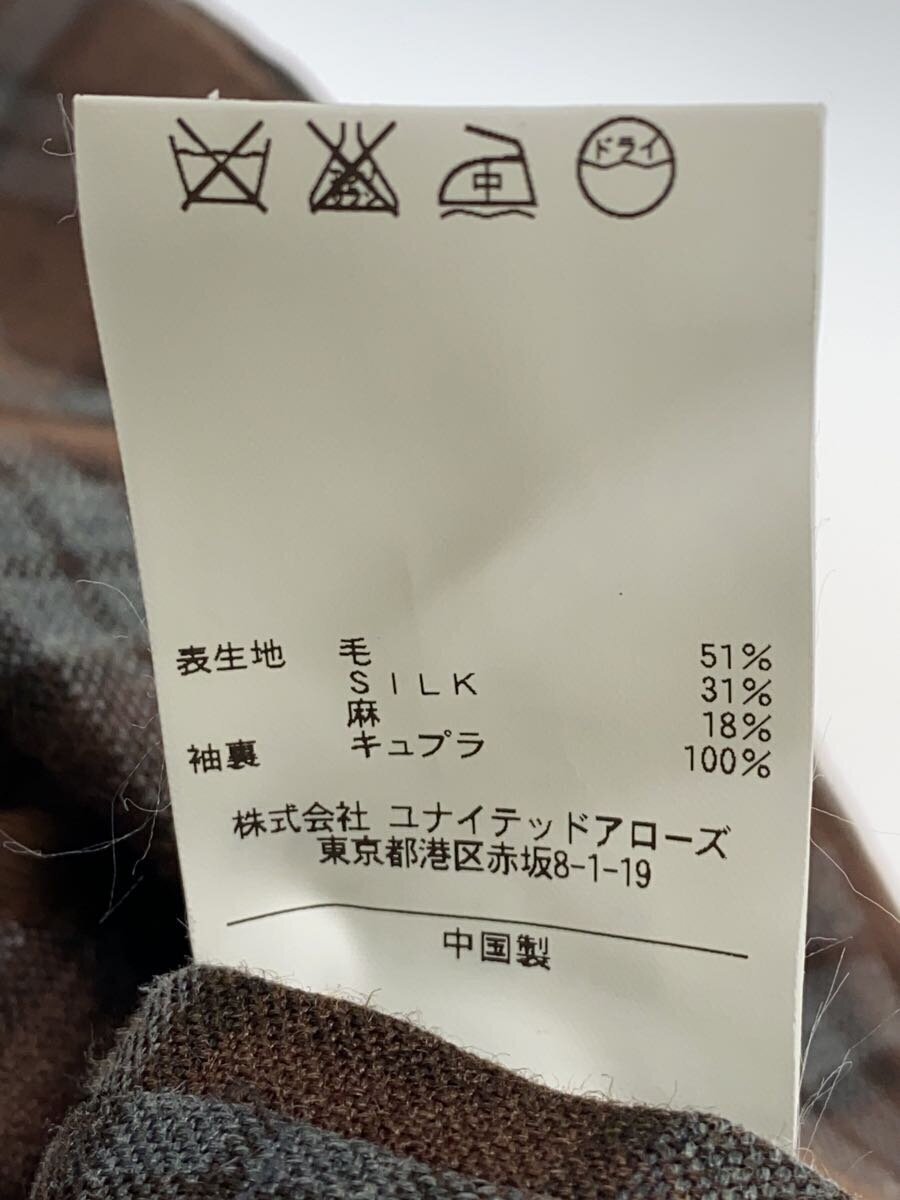 中 ドライ
表生地 毛 51%
SILK 31%
麻 18%
袖裏 キュプラ 100%
株式会社 ユナイテッドアローズ
東京都港区赤坂8-1-19
中国製